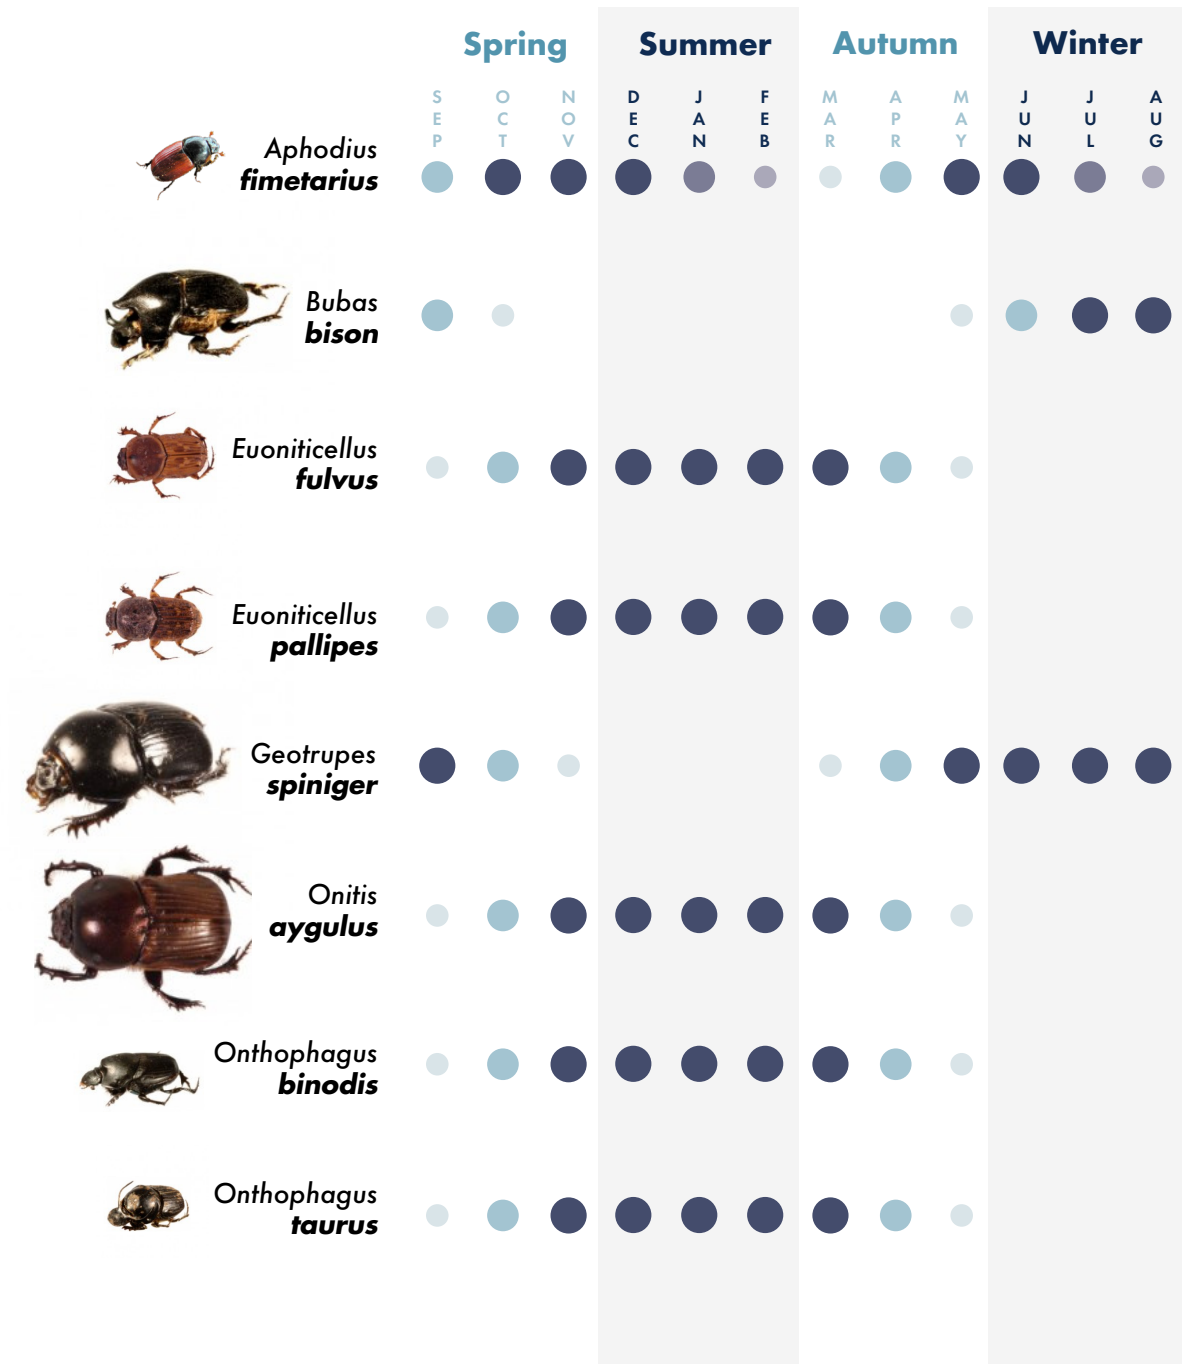 Spring Summer Autumn Winter
SEP OCT NOV DEC JAN FEB MAR APR MAY JUN JUL AUG
Aphodius
fimetarius
Bubas
bison
Euoniticellus
fulvus
Euoniticellus
pallipes
Geotrupes
spiniger
Onitis
aygulus
Onthophagus
binodis
Onthophagus
taurus